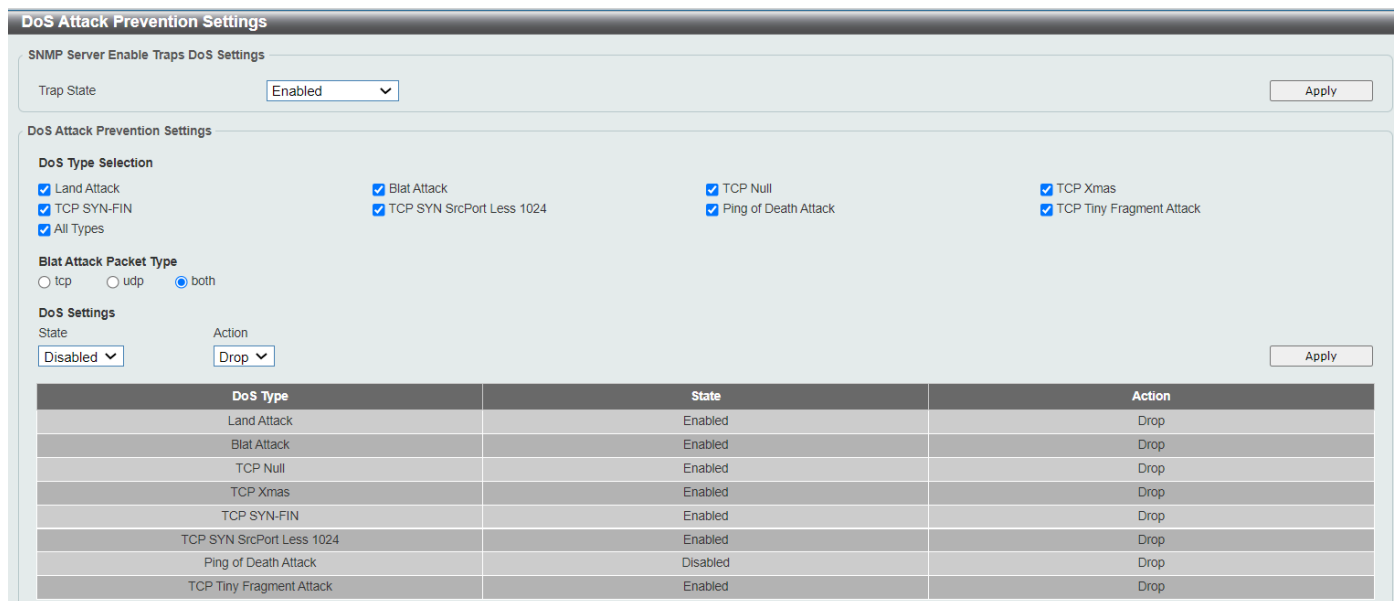 DoS Attack Prevention Settings
SNMP Server Enable Traps DoS Settings
Trap State Enabled Apply
DoS Attack Prevention Settings
DoS Type Selection
Land Attack Blat Attack TCP Null TCP Xmas
TCP SYN-FIN TCP SYN SrcPort Less 1024 Ping of Death Attack TCP Tiny Fragment Attack
All Types
Blat Attack Packet Type
tcp udp both
DoS Settings
State Action
Disabled Drop Apply
DoS Type State Action
Land Attack Enabled Drop
Blat Attack Enabled Drop
TCP Null Enabled Drop
TCP Xmas Enabled Drop
TCP SYN-FIN Enabled Drop
TCP SYN SrcPort Less 1024 Enabled Drop
Ping of Death Attack Disabled Drop
TCP Tiny Fragment Attack Enabled Drop